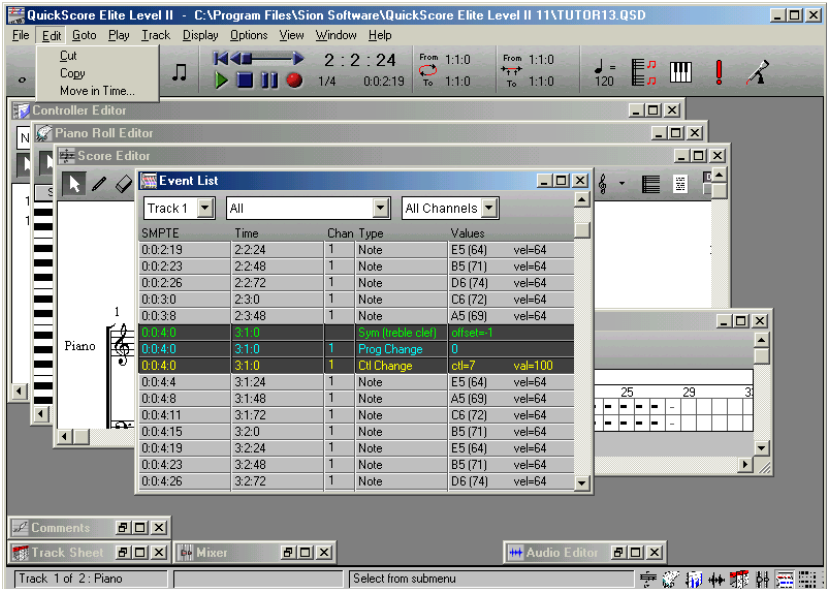 QuickScore Elite Level II - C:\Program Files\Sion Software\QuickScore Elite Level II 11\TUTOR13.QSD
File Edit Goto Play Track Display Options View Window Help
Cut
Copy
Move in Time...
2 : 2 : 24
1/4 0:0:2:19
From 1:1:0
To 1:1:0
From 1:1:0
To 1:1:0
= 120
Controller Editor
Piano Roll Editor
Score Editor
Event List
Track 1 All All Channels
SMPTE Time Chan Type Values
0:0:2:19 2:2:24 1 Note E5 (64) vel=64
0:0:2:23 2:2:48 1 Note B5 (71) vel=64
0:0:2:26 2:2:72 1 Note D6 (74) vel=64
0:0:3:0 2:3:0 1 Note C6 (72) vel=64
0:0:3:8 2:3:48 1 Note A5 (69) vel=64
0:0:4:0 3:1:0 Sym (treble clef) offset=-1
0:0:4:0 3:1:0 1 Prog Change 0
0:0:4:0 3:1:0 1 Ctl Change ctl=7 val=100
0:0:4:4 3:1:24 1 Note E5 (64) vel=64
0:0:4:8 3:1:48 1 Note A5 (69) vel=64
0:0:4:11 3:1:72 1 Note C6 (72) vel=64
0:0:4:15 3:2:0 1 Note B5 (71) vel=64
0:0:4:19 3:2:24 1 Note E5 (64) vel=64
0:0:4:23 3:2:48 1 Note B5 (71) vel=64
0:0:4:26 3:2:72 1 Note D6 (74) vel=64
1
Piano
25 29
Comments
Track Sheet
Mixer
Audio Editor
Track 1 of 2 : Piano
Select from submenu